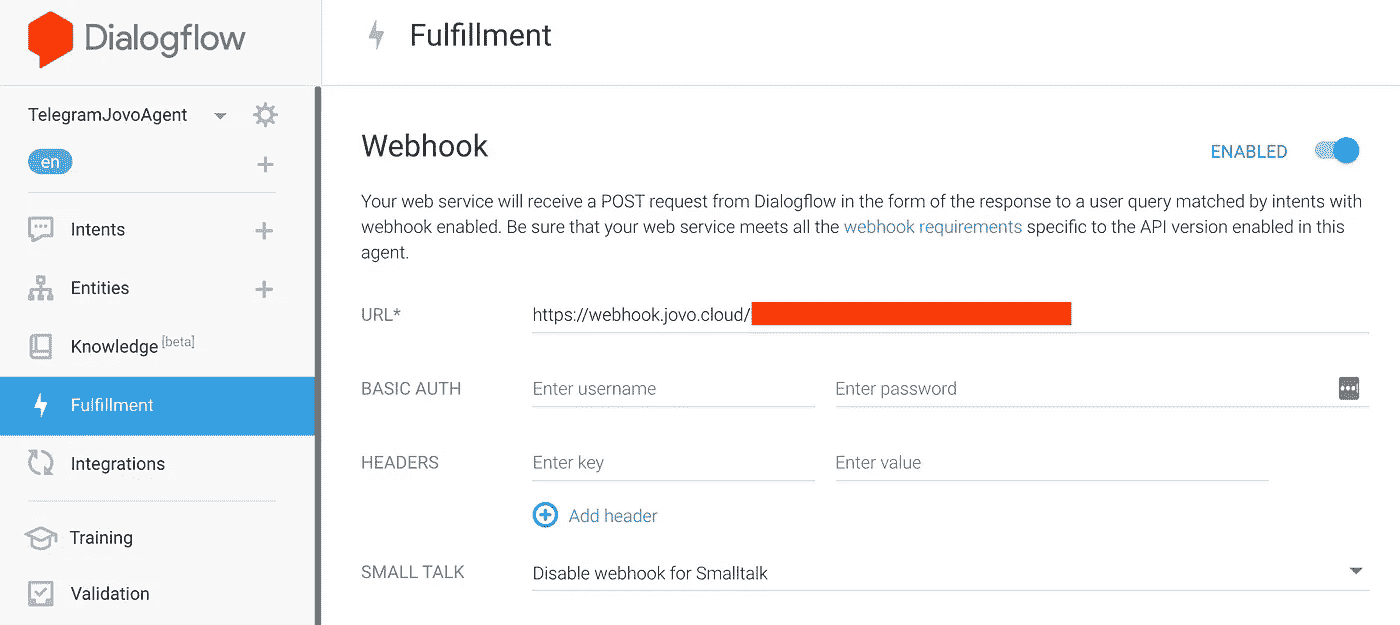 Dialogflow
Fulfillment
TelegramJovoAgent
en
Intents
Entities
Knowledge [beta]
Fulfillment
Integrations
Training
Validation
Webhook
ENABLED
Your web service will receive a POST request from Dialogflow in the form of the response to a user query matched by intents with
webhook enabled. Be sure that your web service meets all the webhook requirements specific to the API version enabled in this
agent.
URL*
https://webhook.jovo.cloud/
BASIC AUTH
Enter username
Enter password
HEADERS
Enter key
Enter value
Add header
SMALL TALK
Disable webhook for Smalltalk